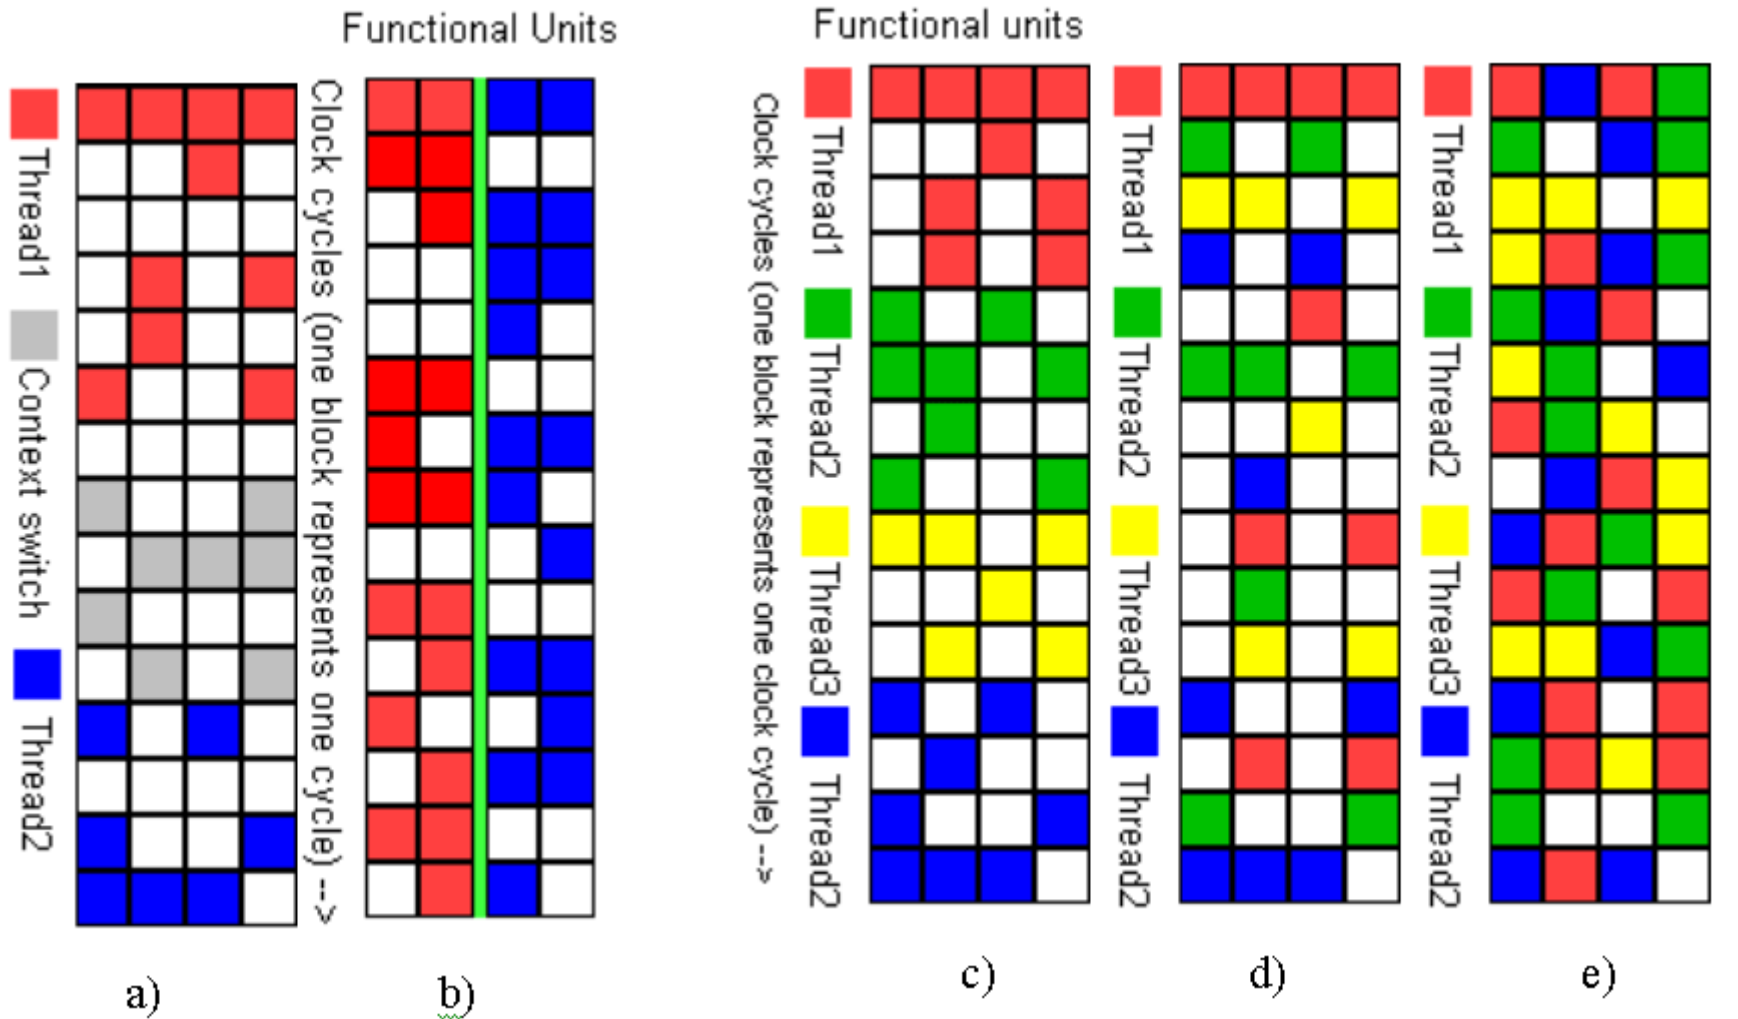 Functional Units
Functional units
Thread1
Context switch
Thread2
Clock cycles (one block represents one cycle) -->
Clock cycles (one block represents one clock cycle) -->
Thread1
Thread2
Thread3
Thread2
Thread1
Thread2
Thread3
Thread2
Thread1
Thread2
Thread3
Thread2
a)
b)
c)
d)
e)